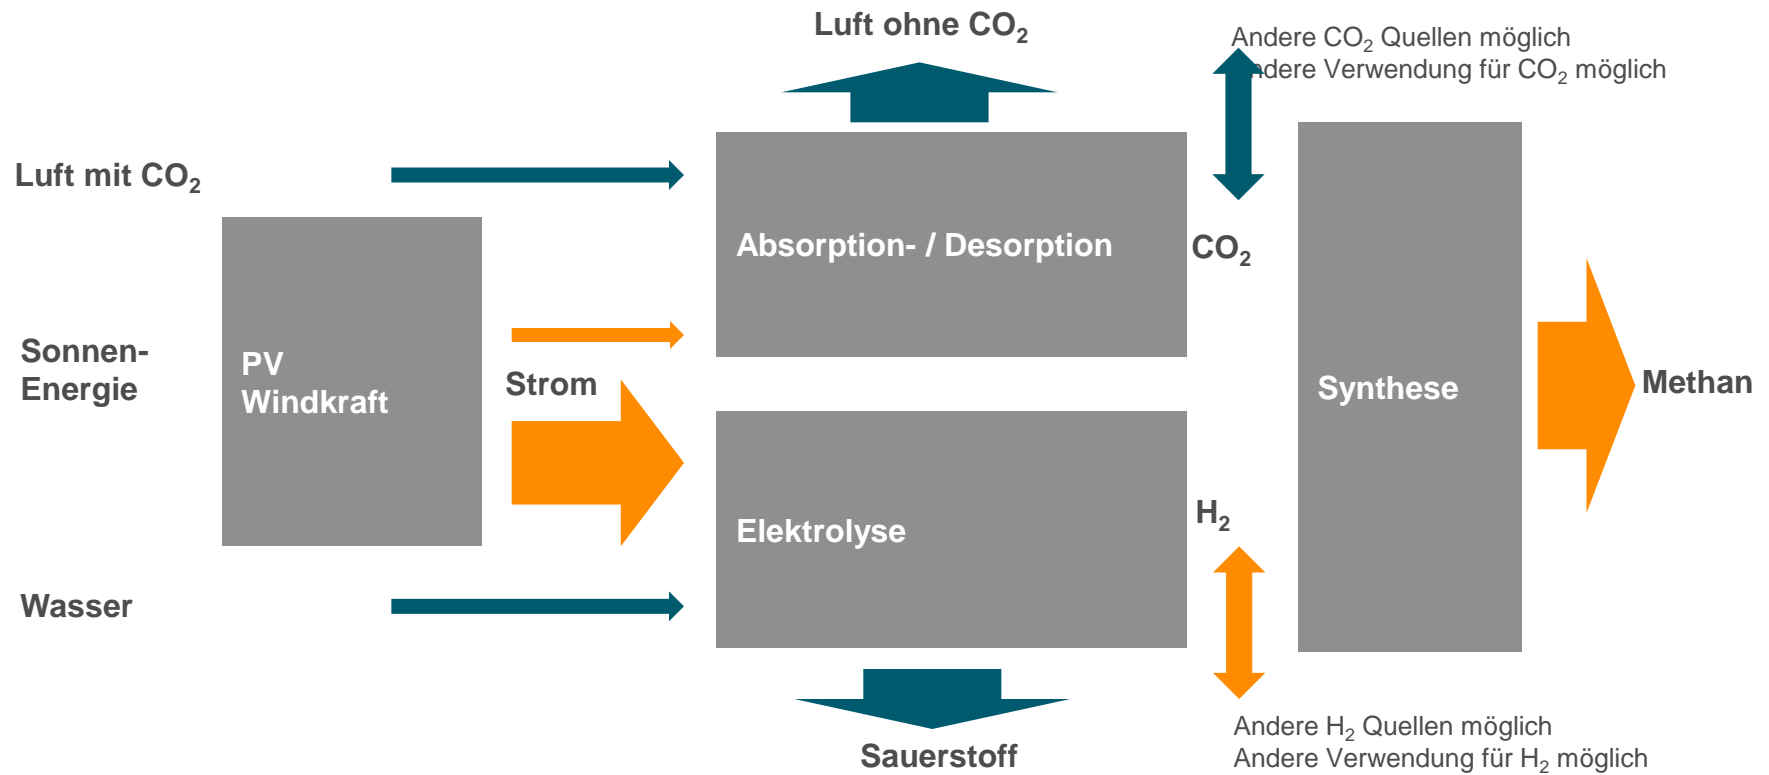 Luft ohne CO₂
Andere CO₂ Quellen möglich
Andere Verwendung für CO₂ möglich
Luft mit CO₂
Absorption- / Desorption
CO₂
Sonnen-
Energie
PV
Windkraft
Strom
Synthese
Methan
Elektrolyse
H₂
Wasser
Sauerstoff
Andere H₂ Quellen möglich
Andere Verwendung für H₂ möglich